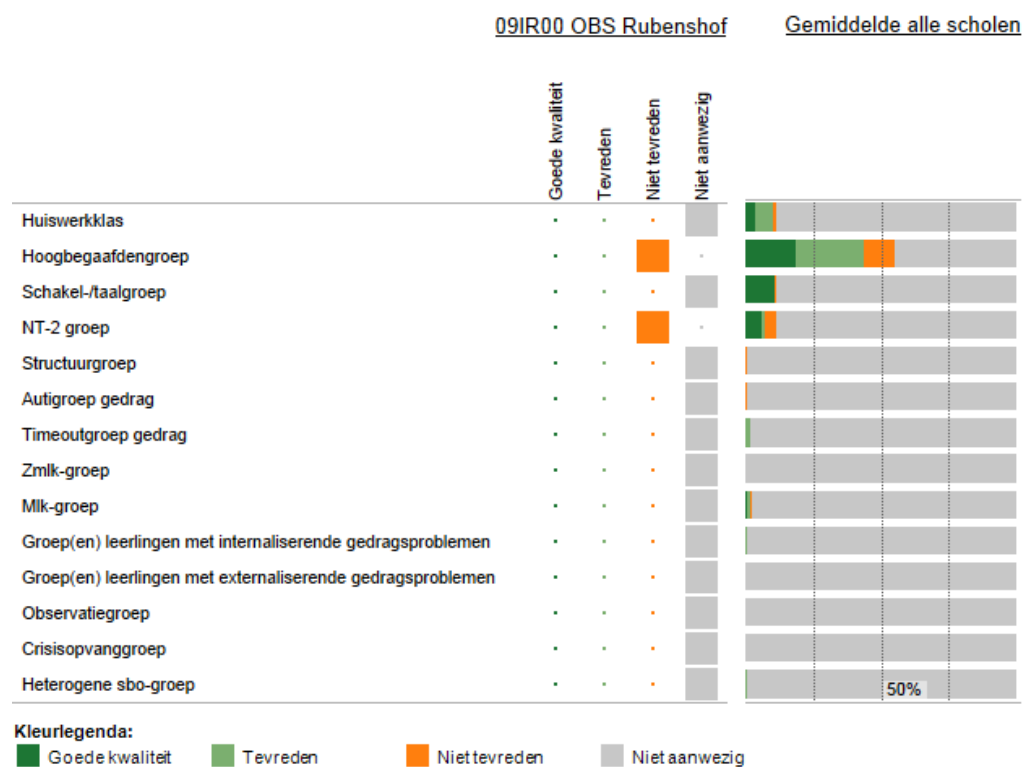 09IR00 OBS Rubenshof
Gemiddelde alle scholen
Goede kwaliteit
Tevreden
Niet tevreden
Niet aanwezig
Huiswerkklas
Hoogbegaafdengroep
Schakel-/taalgroep
NT-2 groep
Structuurgroep
Autigroep gedrag
Timeoutgroep gedrag
Zmlk-groep
Mlk-groep
Groep(en) leerlingen met internaliserende gedragsproblemen
Groep(en) leerlingen met externaliserende gedragsproblemen
Observatiegroep
Crisisopvanggroep
Heterogene sbo-groep
50%
Kleurlegenda:
Goede kwaliteit Tevreden Niet tevreden Niet aanwezig